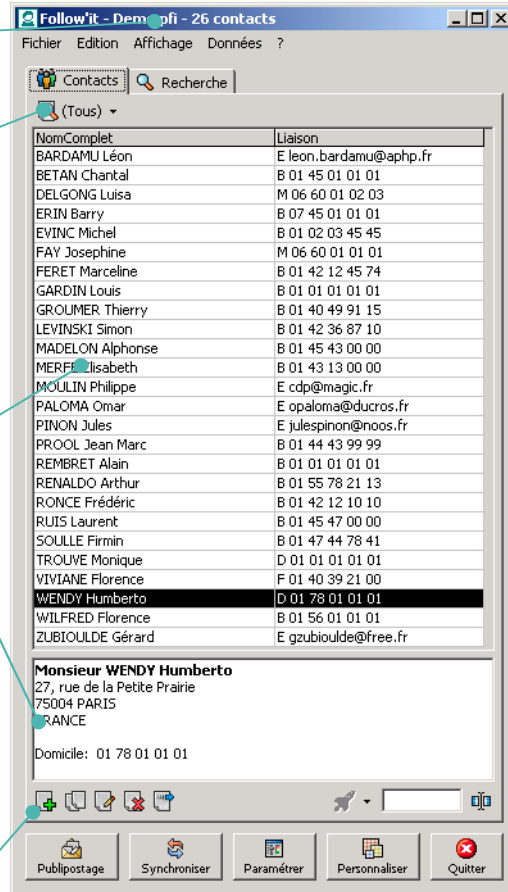 Follow'it - Dem pfi - 26 contacts
Fichier Edition Affichage Données ?
Contacts Recherche
(Tous)
NomComplet Liaison
BARDAMU Léon E leon.bardamu@aphp.fr
BETAN Chantal B 01 45 01 01 01
DELGONG Luisa M 06 60 01 02 03
ERIN Barry B 07 45 01 01 01
EVINC Michel B 01 02 03 45 45
FAY Josephine M 06 60 01 01 01
FERET Marceline B 01 42 12 45 74
GARDIN Louis B 01 01 01 01 01
GROUMER Thierry B 01 40 49 91 15
LEVINSKI Simon B 01 42 36 87 10
MADELON Alphonse B 01 45 43 00 00
Elisabeth B 01 43 13 00 00
MOULIN Philippe E cdp@magic.fr
PALOMA Omar E opaloma@ducros.fr
PINON Jules E julespinon@noos.fr
PROOL Jean Marc B 01 44 43 99 99
REMBRET Alain B 01 01 01 01 01
RENALDO Arthur B 01 55 78 21 13
RONCE Frédéric B 01 42 12 10 10
RUIS Laurent B 01 45 47 00 00
SOULLE Firmin B 01 47 44 78 41
TROUVE Monique D 01 01 01 01 01
VIVIANE Florence F 01 40 39 21 00
WENDY Humberto D 01 78 01 01 01
WILFRED Florence B 01 56 01 01 01
ZUBIOULDE Gérard E gzubioulde@free.fr
Monsieur WENDY Humberto
27, rue de la Petite Prairie
75004 PARIS
FRANCE
Domicile: 01 78 01 01 01
Publipostage Synchroniser Paramétrer Personnaliser Quitter